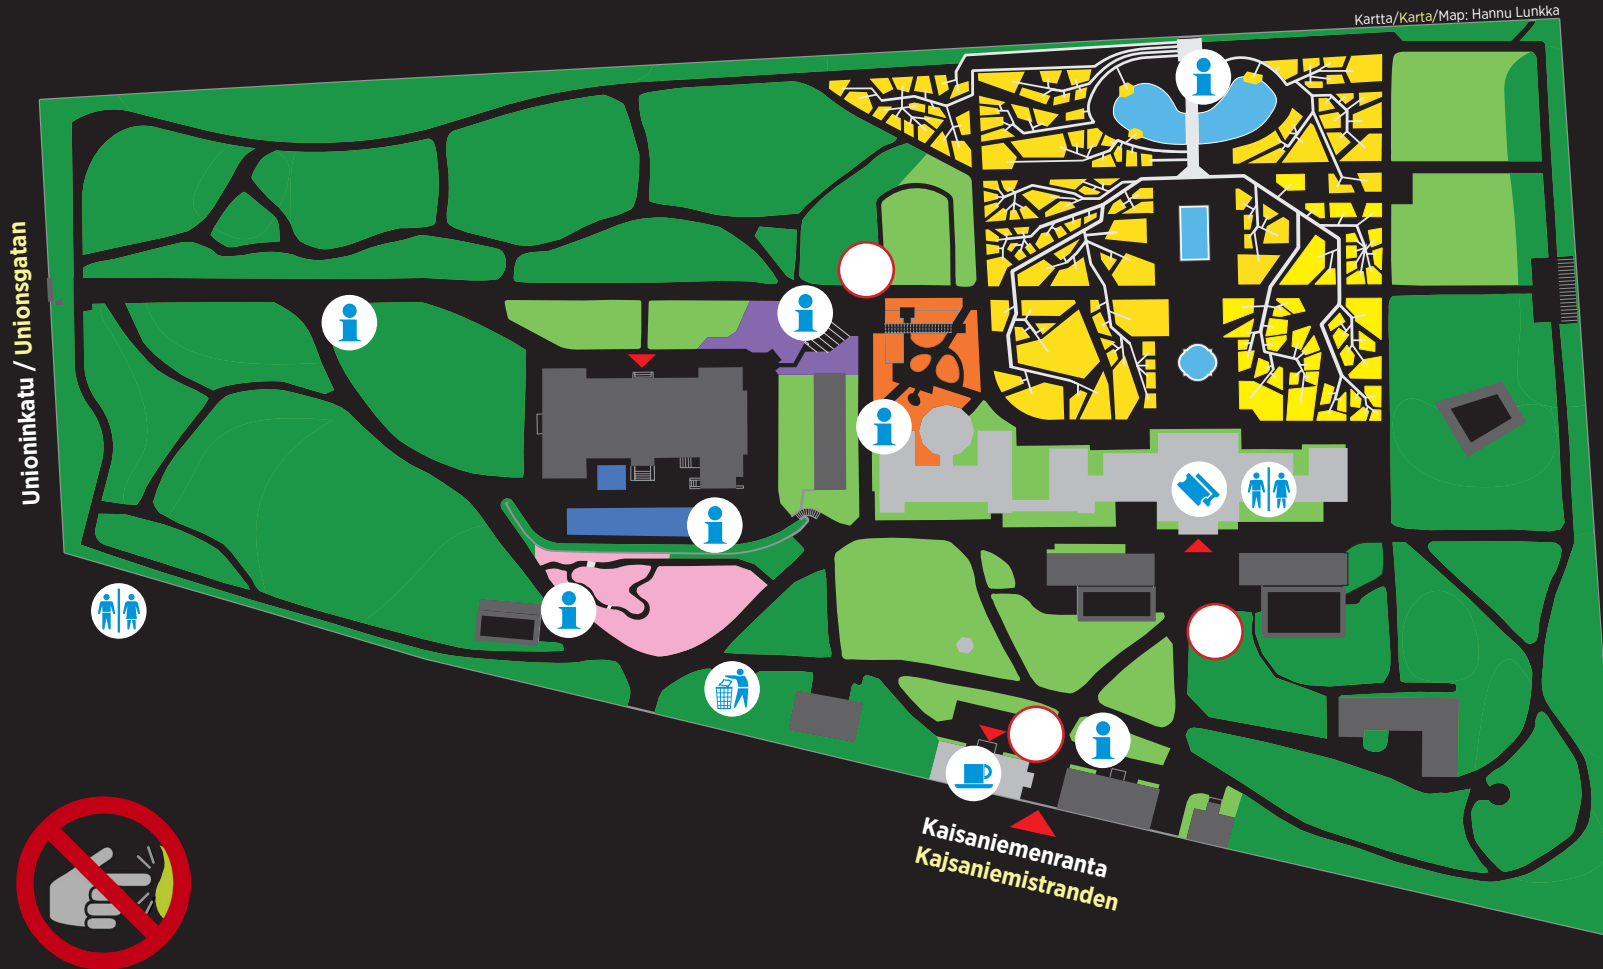 Kartta/Karta/Map: Hannu Lunkka
Unioninkatu / Unionsgatan
Kaisaniemenranta
Kajsaniemistranden